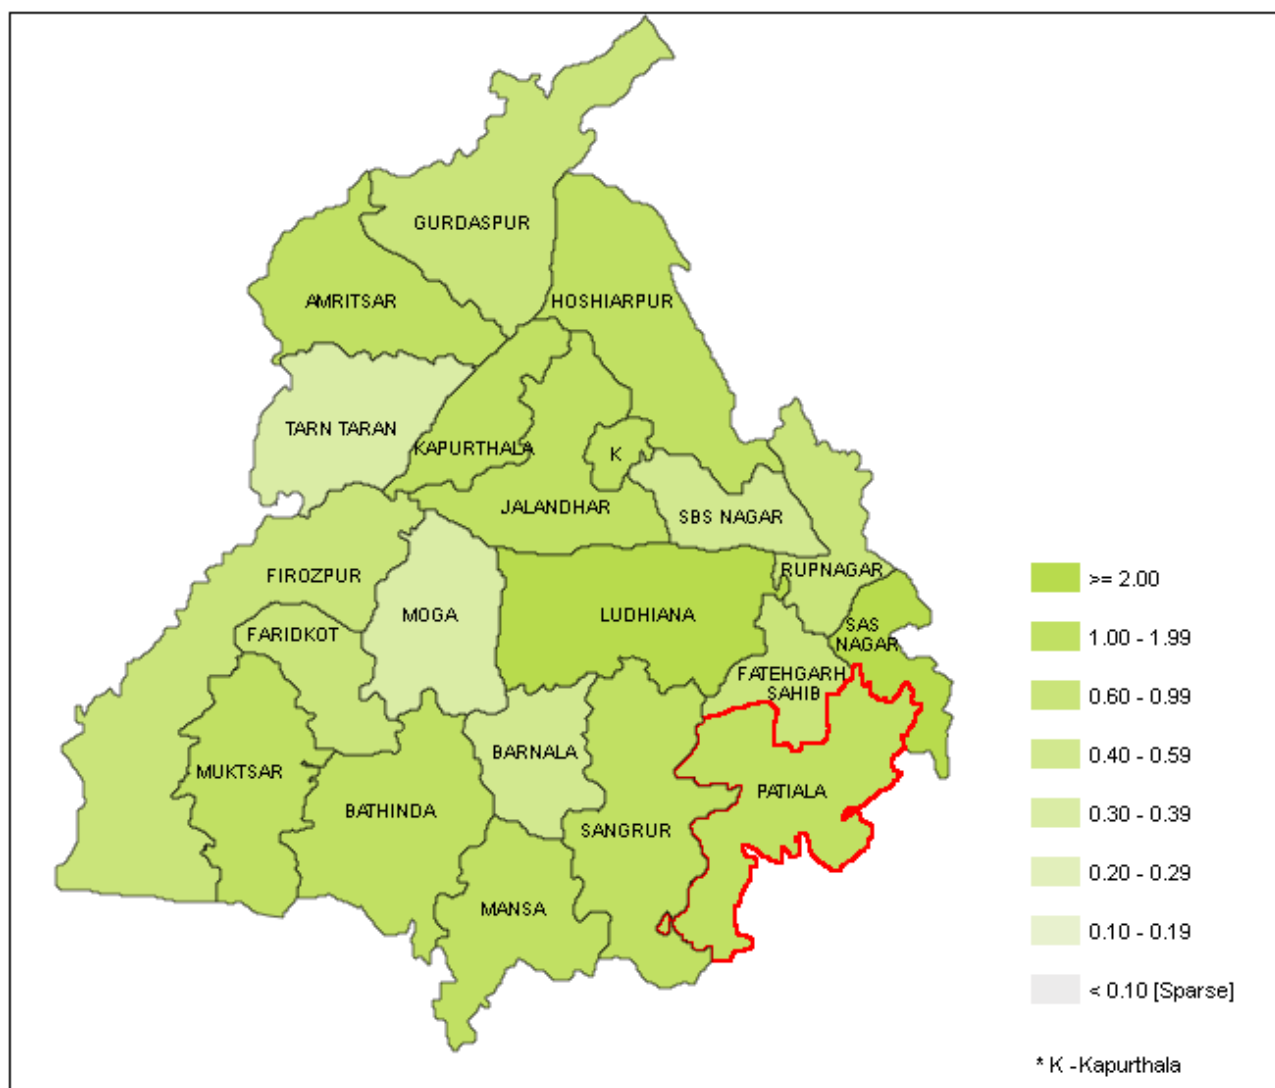 GURDASPUR
AMRITSAR
HOSHIARPUR
TARN TARAN
KAPURTHALA
K
JALANDHAR
SBS NAGAR
FIROZPUR
RUPNAGAR
MOGA
LUDHIANA
FARIDKOT
SAS
NAGAR
FATEHGARH
SAHIB
BARNALA
MUKTSAR
PATIALA
BATHINDA
SANGRUR
MANSA
>= 2.00
1.00 - 1.99
0.60 - 0.99
0.40 - 0.59
0.30 - 0.39
0.20 - 0.29
0.10 - 0.19
< 0.10 [Sparse]
* K -Kapurthala